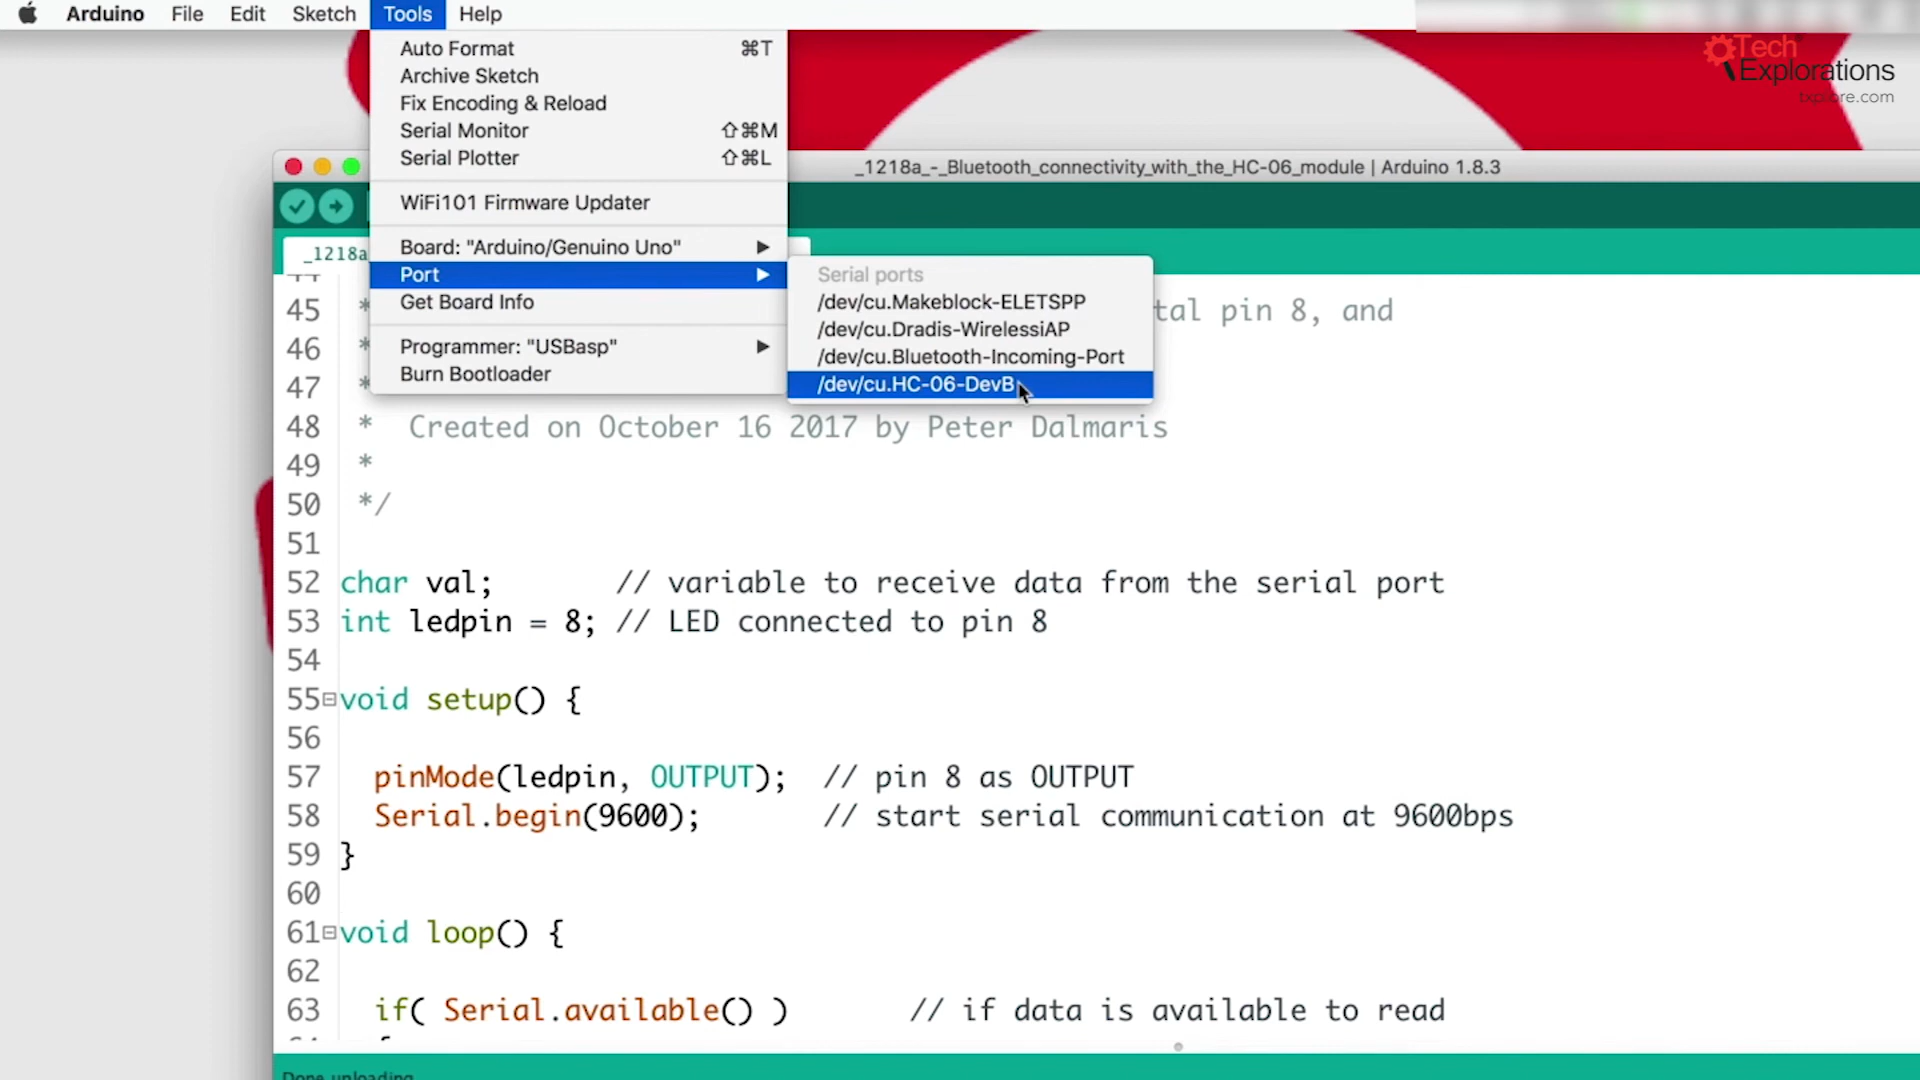 Arduino File Edit Sketch Tools Help
Auto Format ⌘T
Archive Sketch
Fix Encoding & Reload
Serial Monitor ⇧⌘M
Serial Plotter ⇧⌘L
WiFi101 Firmware Updater
Board: "Arduino/Genuino Uno"
Port
Get Board Info
Programmer: "USBasp"
Burn Bootloader
Serial ports
/dev/cu.Makeblock-ELETSPP
/dev/cu.Dradis-WirelessiAP
/dev/cu.Bluetooth-Incoming-Port
/dev/cu.HC-06-DevB
Tech
Explorations
txplore.com
_1218a_-_Bluetooth_connectivity_with_the_HC-06_module | Arduino 1.8.3
_1218a
45 * tal pin 8, and
46 *
47 *
48 * Created on October 16 2017 by Peter Dalmaris
49 *
50 */
51
52 char val; // variable to receive data from the serial port
53 int ledpin = 8; // LED connected to pin 8
54
55 void setup() {
56
57 pinMode(ledpin, OUTPUT); // pin 8 as OUTPUT
58 Serial.begin(9600); // start serial communication at 9600bps
59 }
60
61 void loop() {
62
63 if( Serial.available() ) // if data is available to read
Done uploading